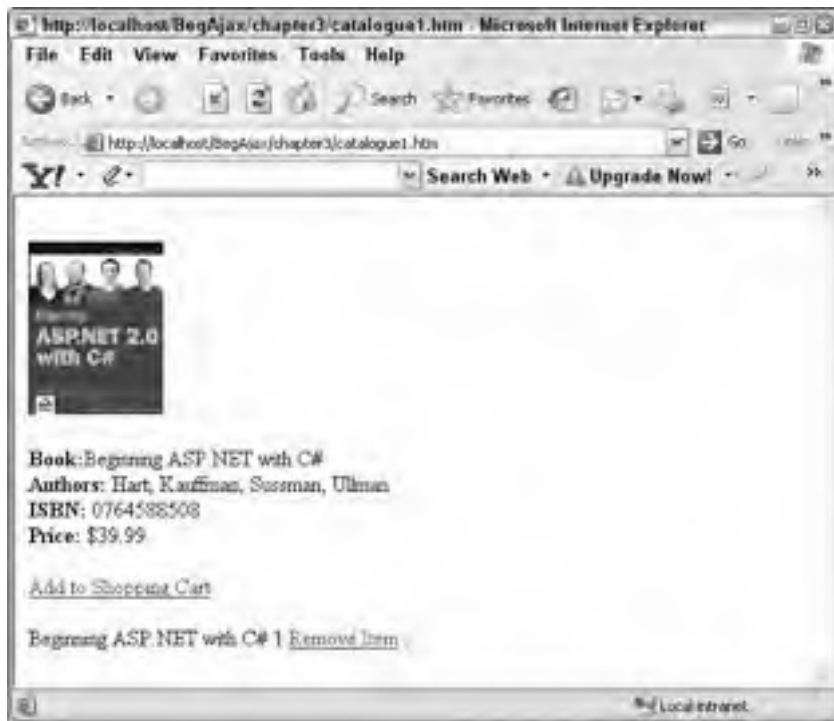 http://localhost/BegAjax/chapter3/catalogue1.htm - Microsoft Internet Explorer
File Edit View Favorites Tools Help
Back Search Favorites
http://localhost/BegAjax/chapter3/catalogue1.htm Go
Y! Search Web Upgrade Now!
ASP.NET 2.0
with C#
Book:Beginning ASP.NET with C#
Authors: Hart, Kauffman, Sussman, Ullman
ISBN: 0764588508
Price: $39.99
Add to Shopping Cart
Beginning ASP.NET with C# 1 Remove Item
Local intranet